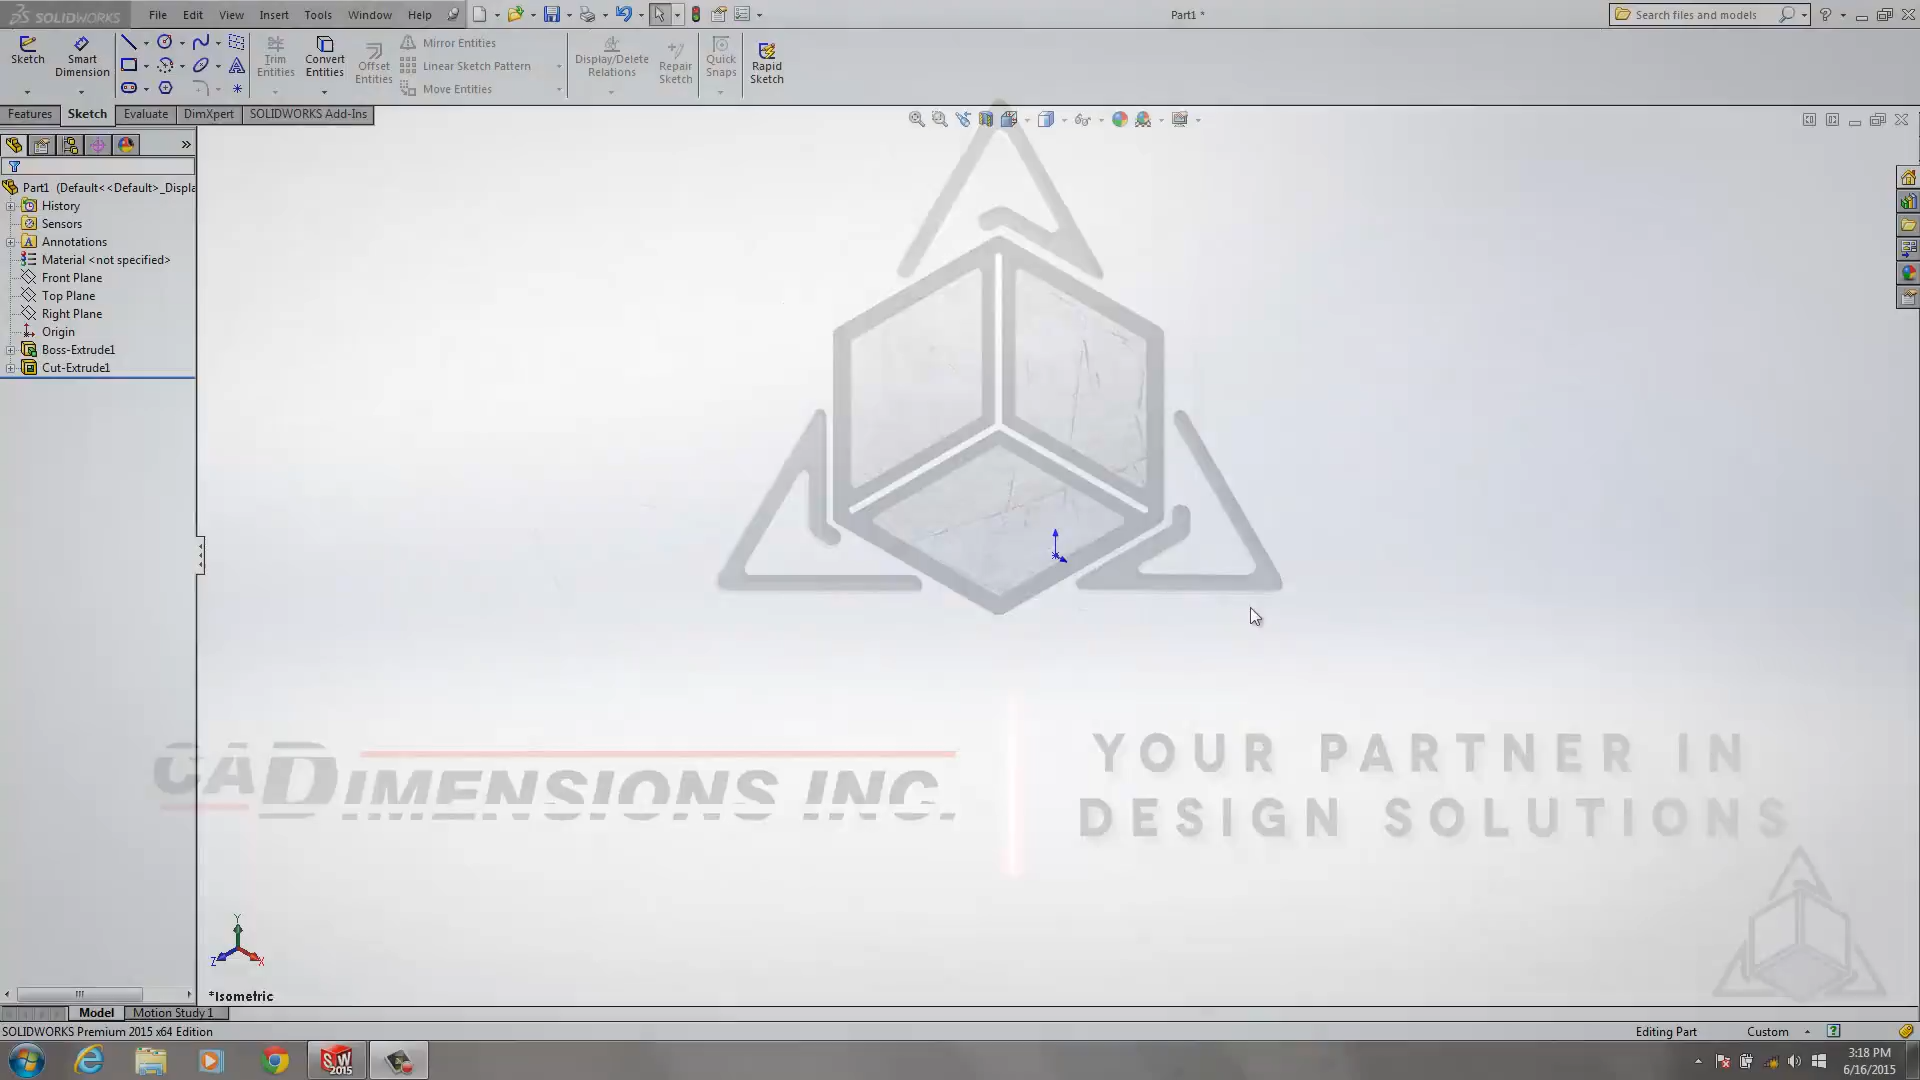 SOLIDWORKS File Edit View Insert Tools Window Help Part1 * Search files and models ?
Sketch Smart Dimension Trim Entities Convert Entities Offset Entities Mirror Entities Linear Sketch Pattern Move Entities Display/Delete Relations Repair Sketch Quick Snaps Rapid Sketch
Features Sketch Evaluate DimXpert SOLIDWORKS Add-Ins
Part1 (Default<<Default>_Displa
History
Sensors
Annotations
Material <not specified>
Front Plane
Top Plane
Right Plane
Origin
Boss-Extrude1
Cut-Extrude1
CADIMENSIONS INC.
YOUR PARTNER IN
DESIGN SOLUTIONS
Y
Z X
*Isometric
Model Motion Study 1
SOLIDWORKS Premium 2015 x64 Edition Editing Part Custom ?
SW 2015
3:18 PM
6/16/2015